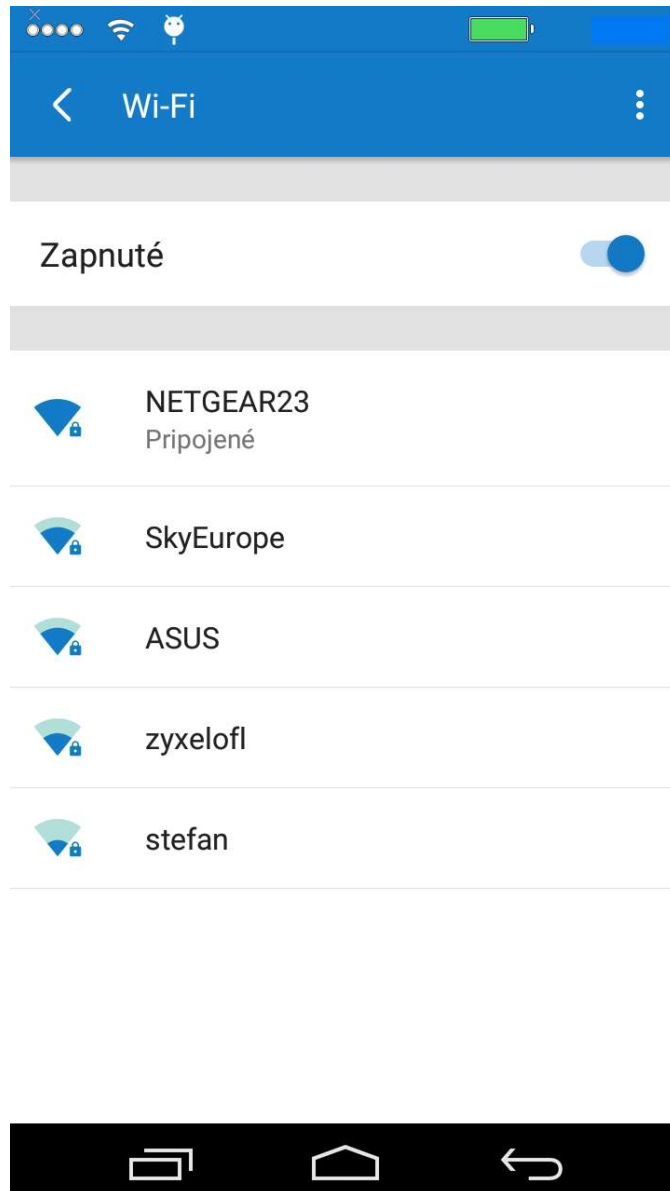 Wi-Fi
Zapnuté
NETGEAR23
Pripojené
SkyEurope
ASUS
zyxelofl
stefan